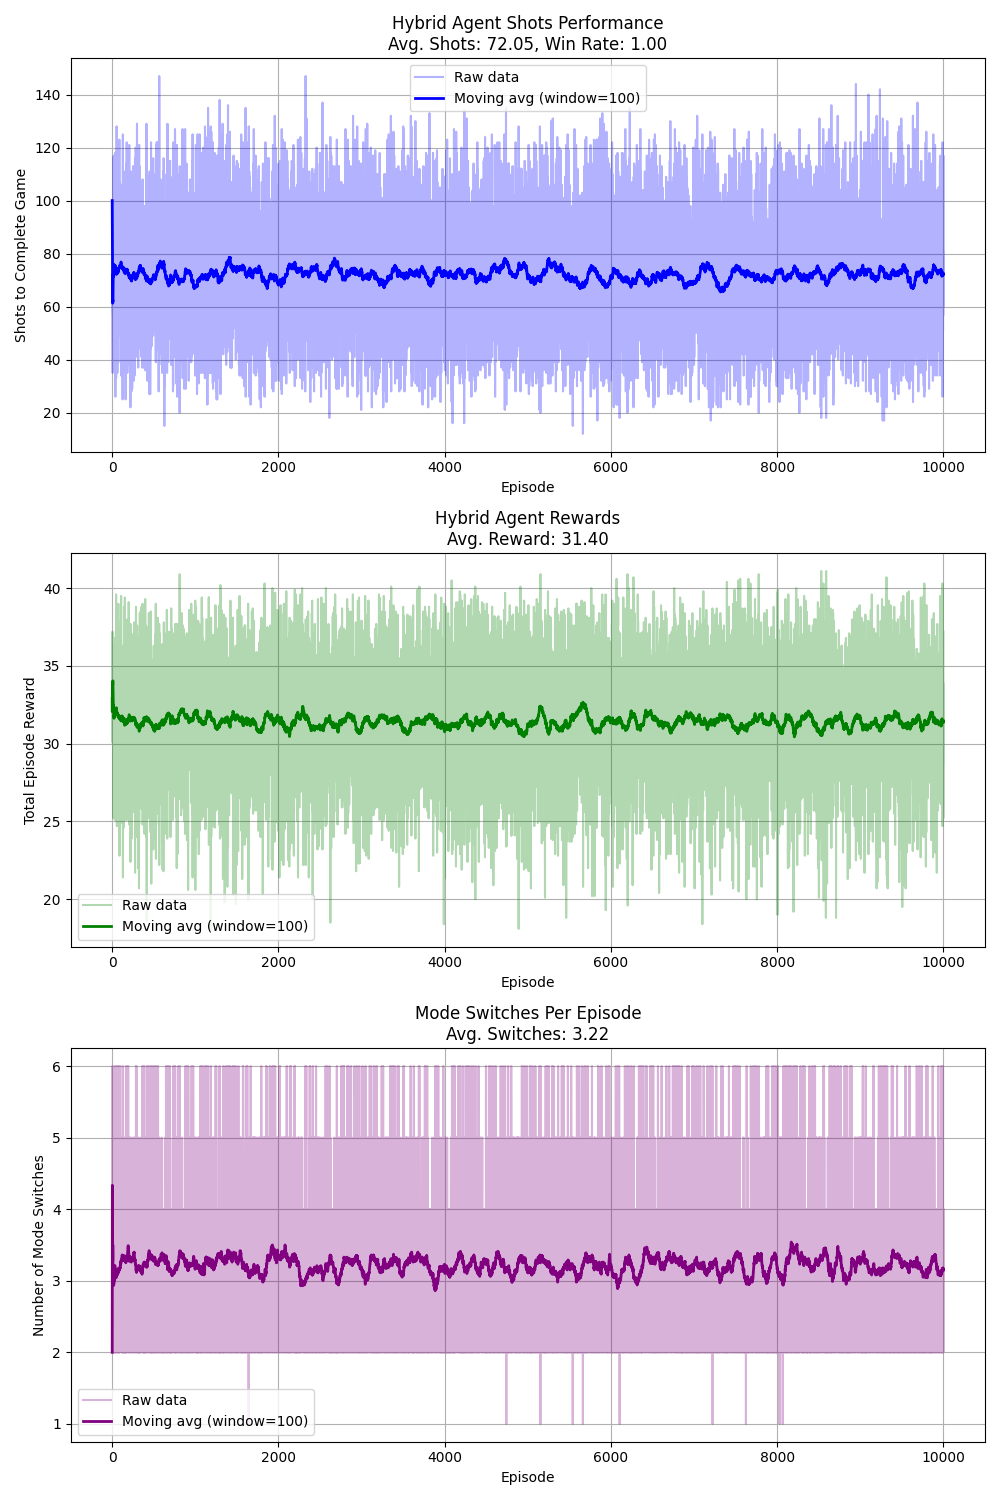 Hybrid Agent Shots Performance
Avg. Shots: 72.05, Win Rate: 1.00
Raw data
Moving avg (window=100)
Shots to Complete Game
140
120
100
80
60
40
20
0
2000
4000
6000
8000
10000
Episode
Hybrid Agent Rewards
Avg. Reward: 31.40
Total Episode Reward
40
35
30
25
20
Raw data
Moving avg (window=100)
0
2000
4000
6000
8000
10000
Episode
Mode Switches Per Episode
Avg. Switches: 3.22
Number of Mode Switches
6
5
4
3
2
1
Raw data
Moving avg (window=100)
0
2000
4000
6000
8000
10000
Episode